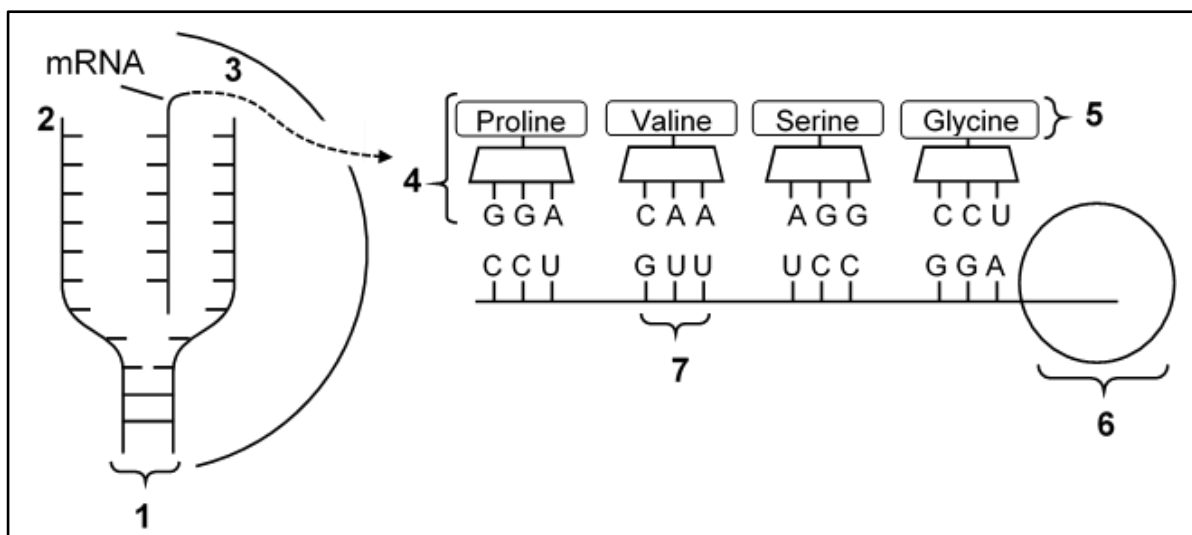 mRNA
3
2
Proline Valine Serine Glycine
5
4
G G A C A A A G G C C U
C C U G U U U C C G G A
7
6
1